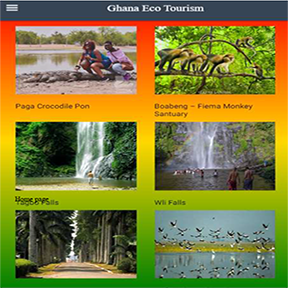 Ghana Eco Tourism
Paga Crocodile Pon
Boabeng – Fiema Monkey
Santuary
Home page
Tagbo Falls
Wli Falls